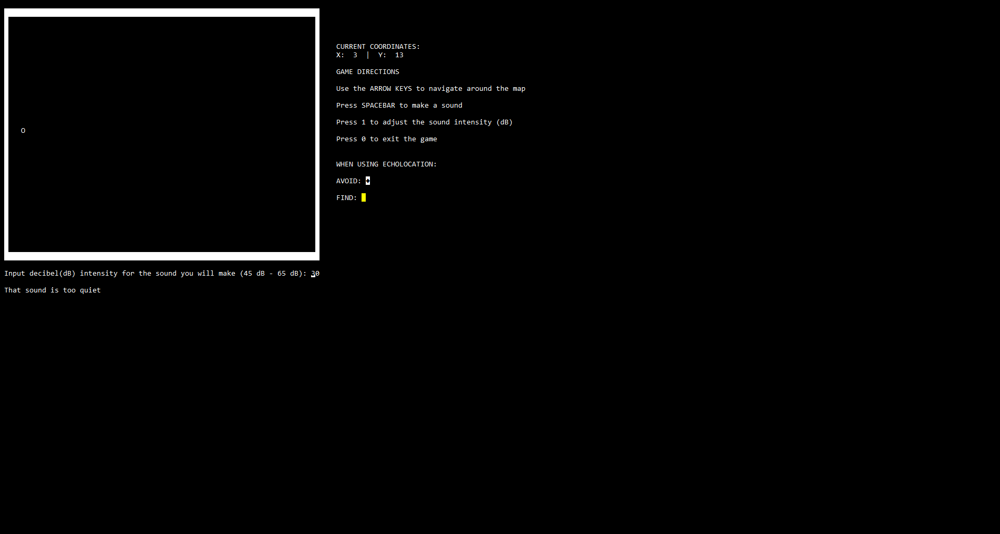 CURRENT COORDINATES:
X:  3  |  Y:  13
GAME DIRECTIONS
Use the ARROW KEYS to navigate around the map
Press SPACEBAR to make a sound
Press 1 to adjust the sound intensity (dB)
O
Press 0 to exit the game
WHEN USING ECHOLOCATION:
AVOID: ♦
FIND:
Input decibel(dB) intensity for the sound you will make (45 dB - 65 dB): 30
That sound is too quiet